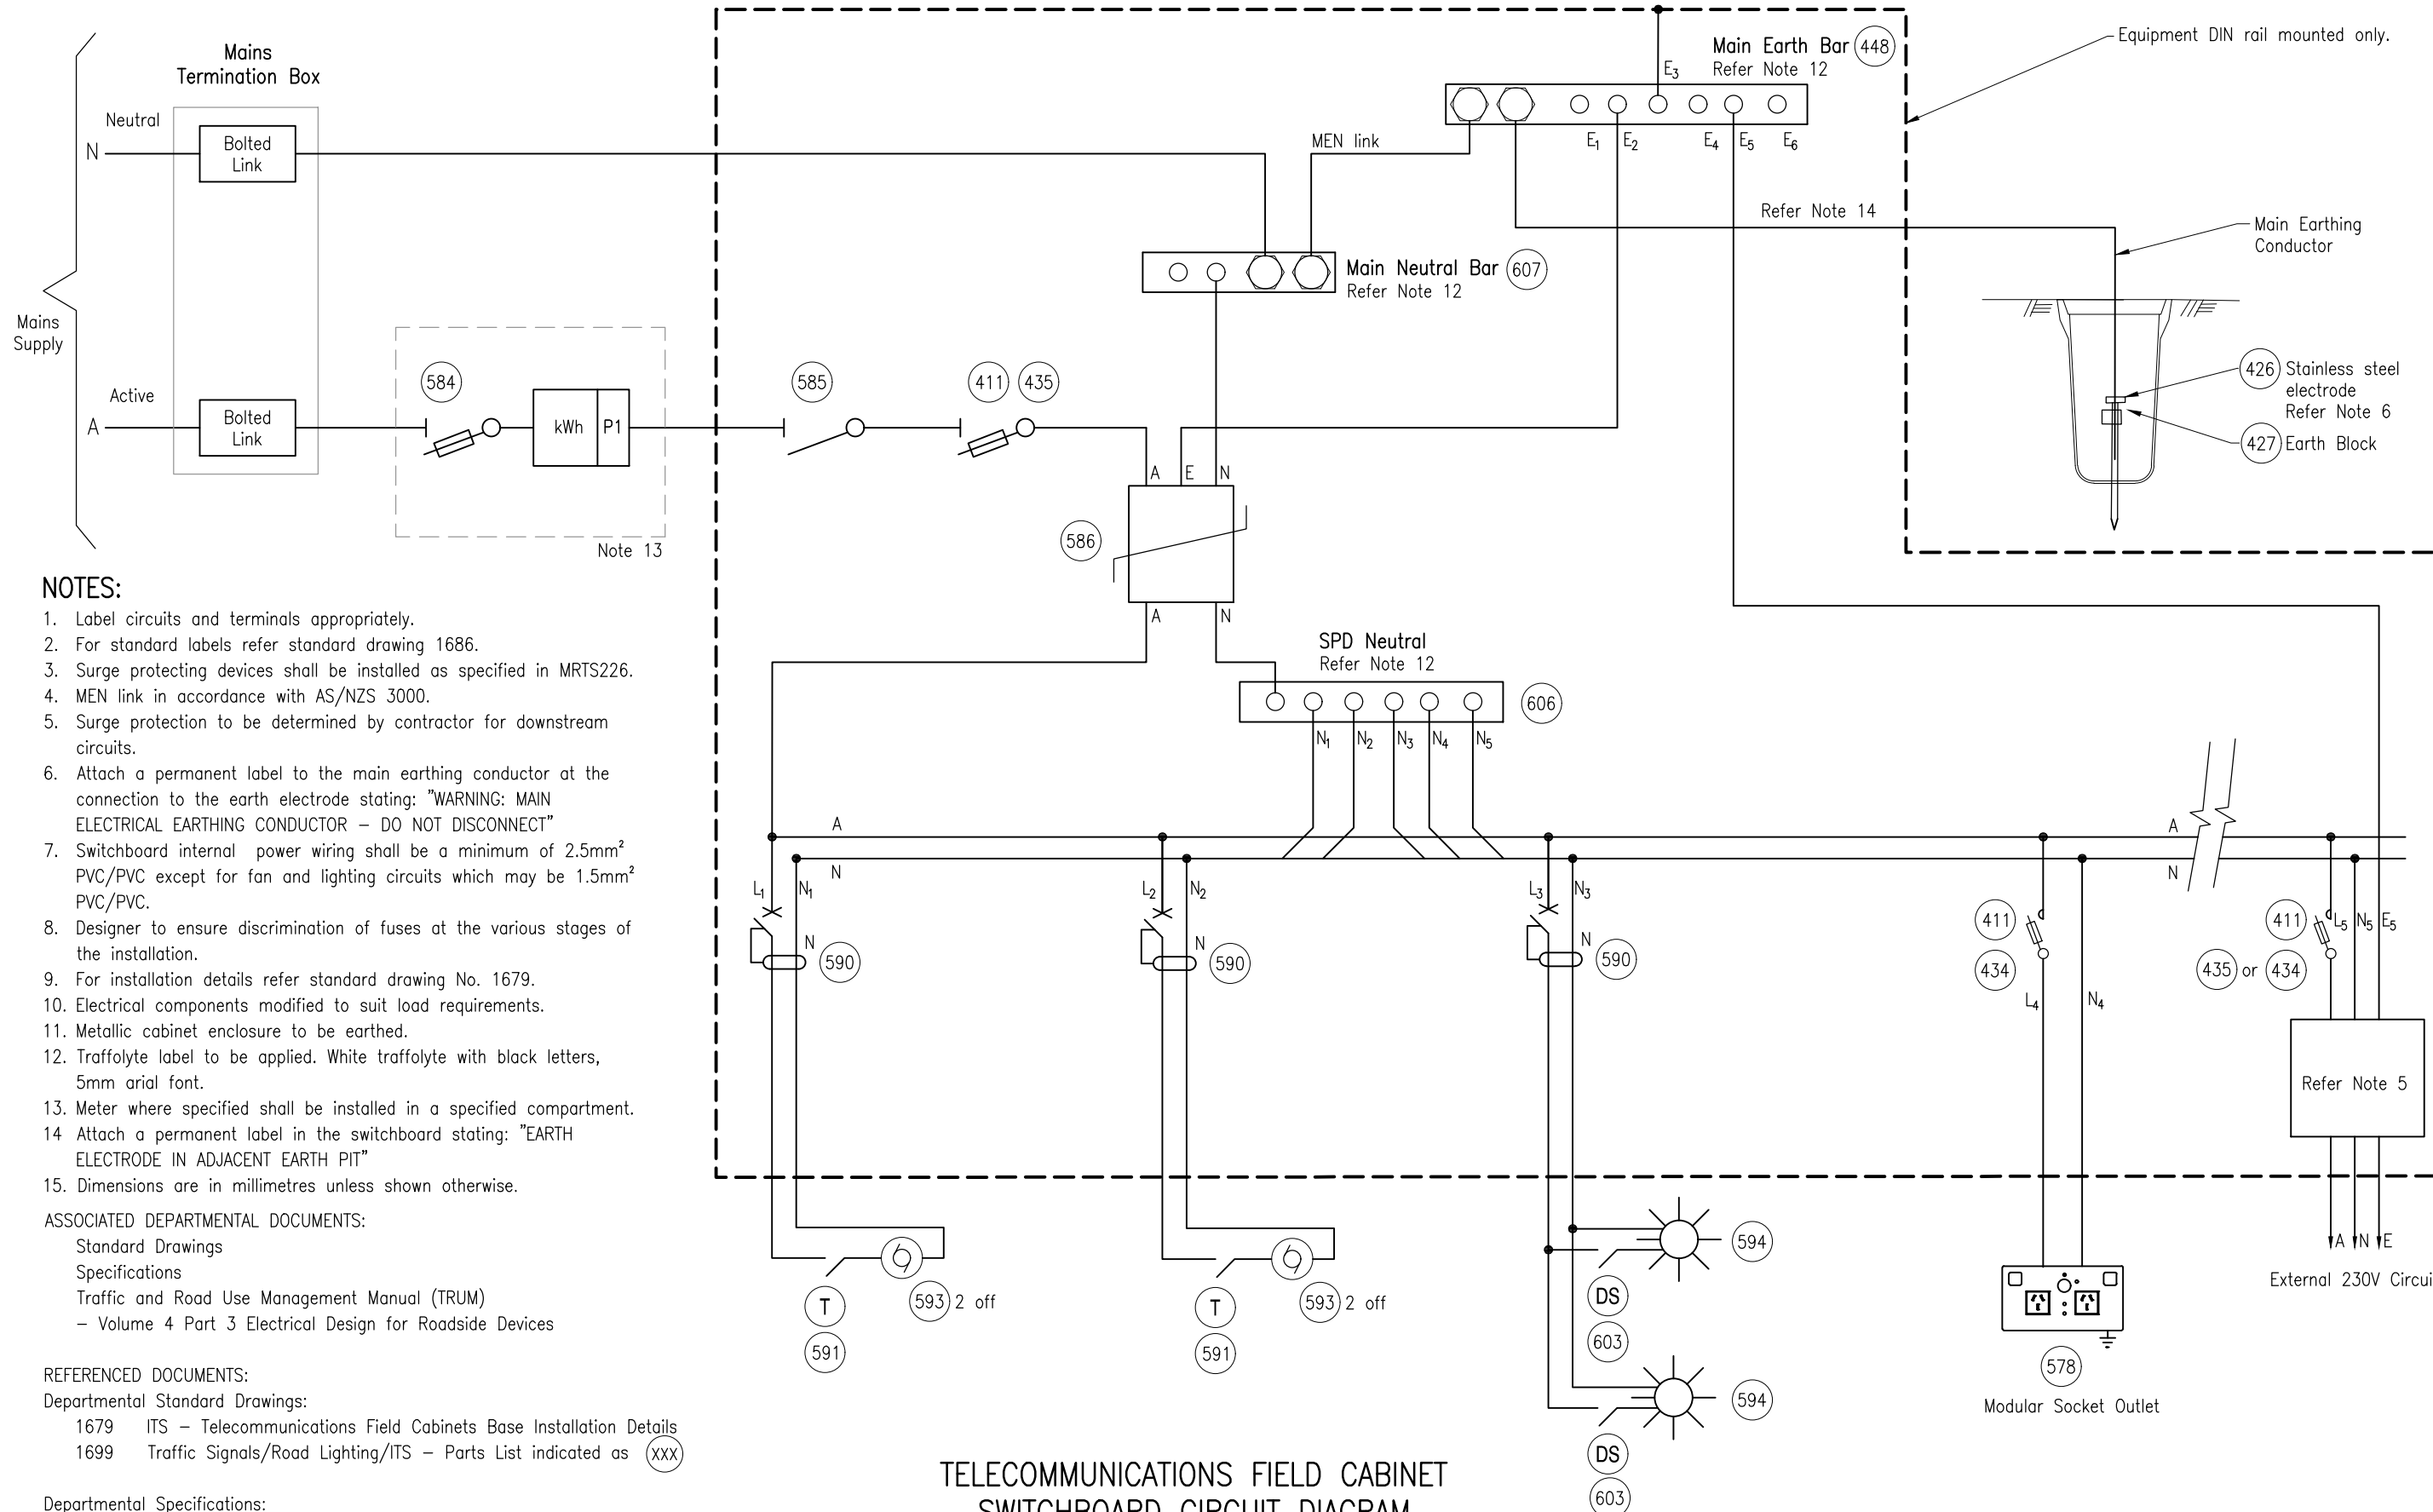 Mains
Termination Box
Neutral
N
Bolted
Link
Mains
Supply
Active
A
Bolted
Link
584
kWh
P1
Note 13
585
411
435
MEN link
Main Earth Bar
448
Refer Note 12
E3
E1
E2
E4
E5
E6
Equipment DIN rail mounted only.
Refer Note 14
Main Earthing
Conductor
Main Neutral Bar
607
Refer Note 12
426
Stainless steel
electrode
Refer Note 6
427
Earth Block
A
E
N
586
A
N
SPD Neutral
Refer Note 12
606
N1
N2
N3
N4
N5
A
N
A
N
L1
N1
N
590
L2
N2
N
590
L3
N3
N
590
411
434
L4
N4
411
435 or 434
L5
N5
E5
Refer Note 5
A
N
E
External 230V Circui
T
591
593 2 off
T
591
593 2 off
594
DS
603
594
DS
603
578
Modular Socket Outlet
NOTES:
1. Label circuits and terminals appropriately.
2. For standard labels refer standard drawing 1686.
3. Surge protecting devices shall be installed as specified in MRTS226.
4. MEN link in accordance with AS/NZS 3000.
5. Surge protection to be determined by contractor for downstream
circuits.
6. Attach a permanent label to the main earthing conductor at the
connection to the earth electrode stating: "WARNING: MAIN
ELECTRICAL EARTHING CONDUCTOR – DO NOT DISCONNECT"
7. Switchboard internal power wiring shall be a minimum of 2.5mm²
PVC/PVC except for fan and lighting circuits which may be 1.5mm²
PVC/PVC.
8. Designer to ensure discrimination of fuses at the various stages of
the installation.
9. For installation details refer standard drawing No. 1679.
10. Electrical components modified to suit load requirements.
11. Metallic cabinet enclosure to be earthed.
12. Traffolyte label to be applied. White traffolyte with black letters,
5mm arial font.
13. Meter where specified shall be installed in a specified compartment.
14 Attach a permanent label in the switchboard stating: "EARTH
ELECTRODE IN ADJACENT EARTH PIT"
15. Dimensions are in millimetres unless shown otherwise.
ASSOCIATED DEPARTMENTAL DOCUMENTS:
Standard Drawings
Specifications
Traffic and Road Use Management Manual (TRUM)
– Volume 4 Part 3 Electrical Design for Roadside Devices
REFERENCED DOCUMENTS:
Departmental Standard Drawings:
1679 ITS – Telecommunications Field Cabinets Base Installation Details
1699 Traffic Signals/Road Lighting/ITS – Parts List indicated as XXX
Departmental Specifications:
TELECOMMUNICATIONS FIELD CABINET
SWITCHBOARD CIRCUIT DIAGRAM